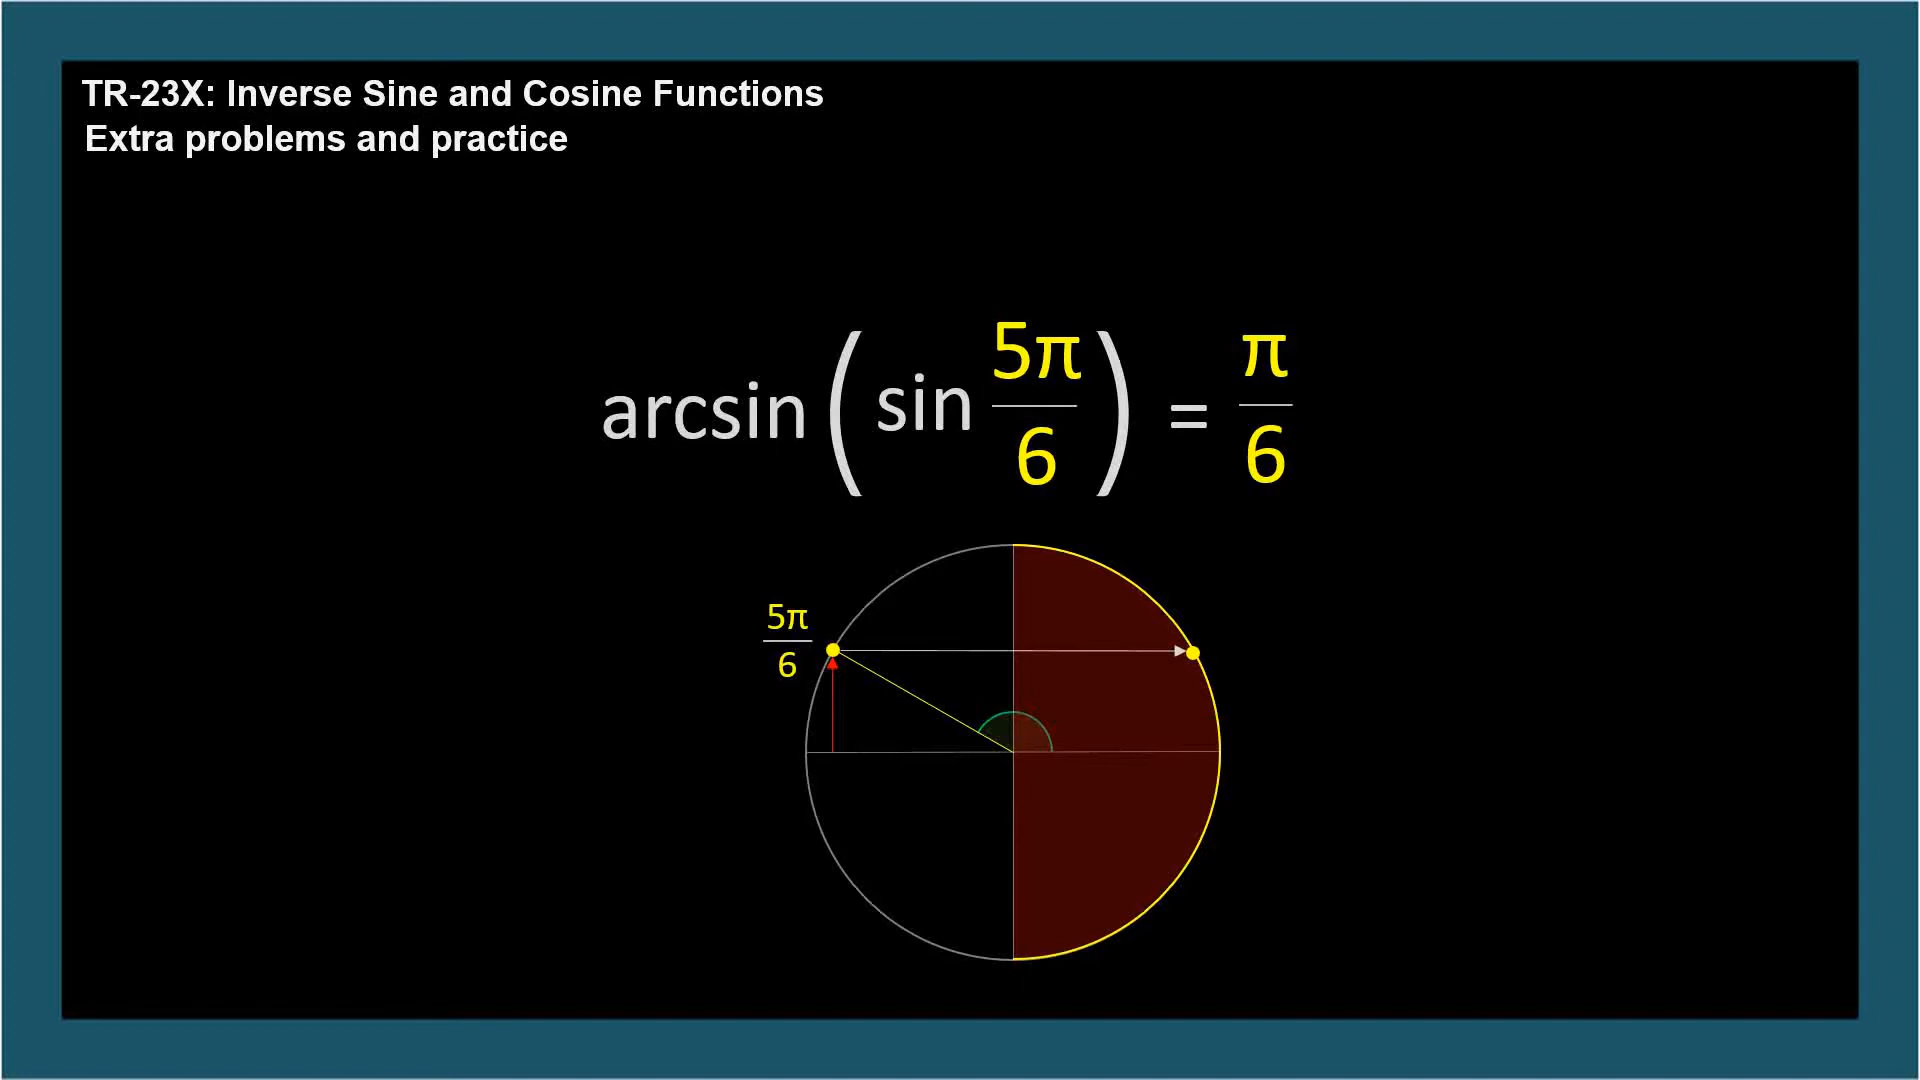 TR-23X: Inverse Sine and Cosine Functions
Extra problems and practice
arcsin ( sin 5π/6 ) = π/6
5π/6